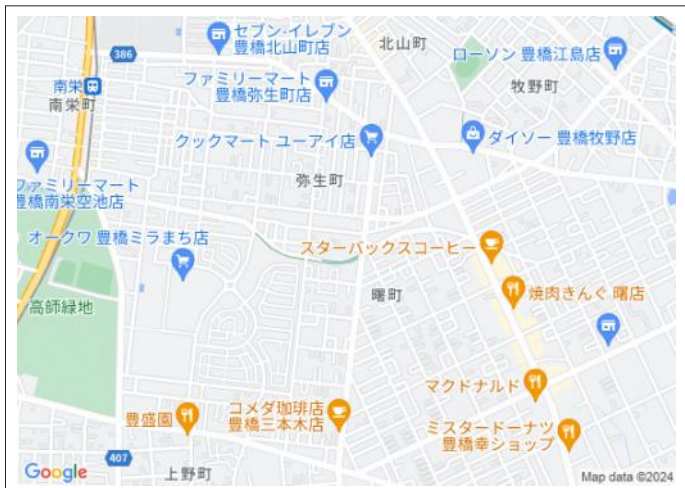 セブン-イレブン
豊橋北山町店
北山町
ローソン 豊橋江島店
386
南栄
南栄町
ファミリーマート
豊橋弥生町店
牧野町
クックマート ユーアイ店
ダイソー 豊橋牧野店
ファミリーマート
豊橋南栄空池店
弥生町
オークワ 豊橋ミラまち店
スターバックスコーヒー
高師緑地
曙町
焼肉きんぐ 曙店
マクドナルド
豊盛園
コメダ珈琲店
豊橋三本木店
ミスタードーナツ
豊橋幸ショップ
407
上野町
Google
Map data ©2024